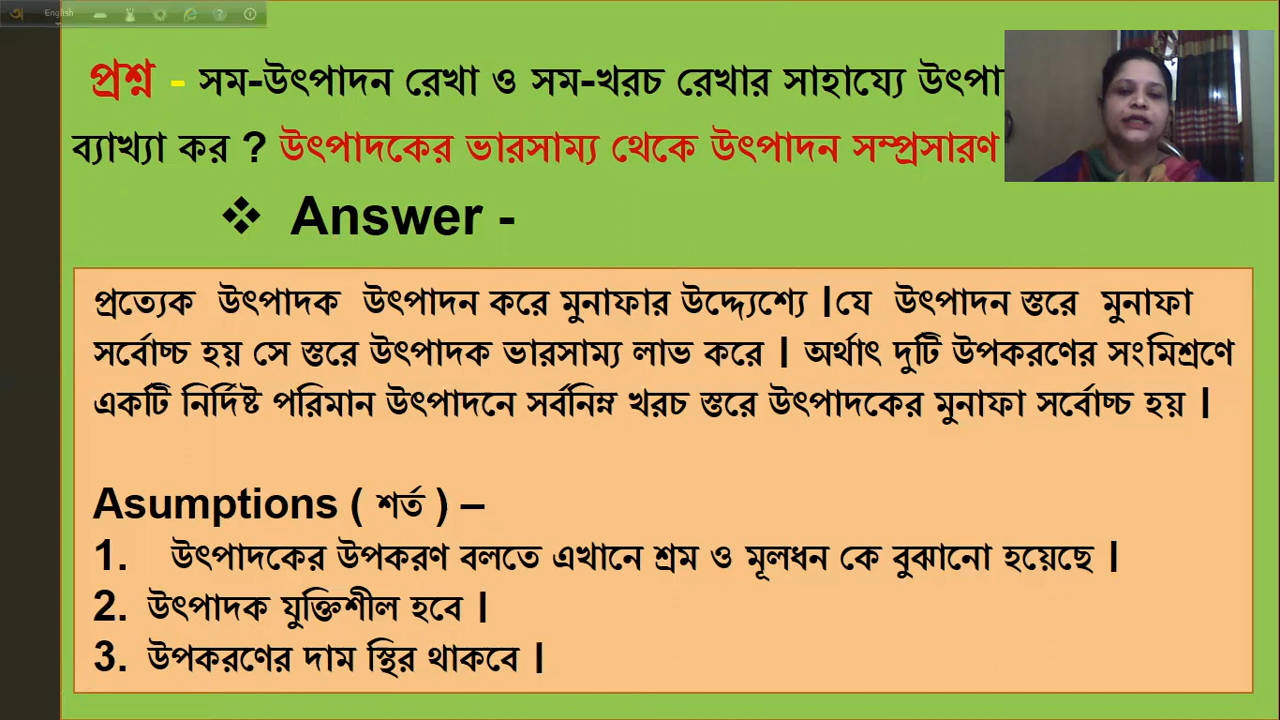 English
প্রশ্ন - সম-উৎপাদন রেখা ও সম-খরচ রেখার সাহায্যে উৎপা
ব্যাখ্যা কর ? উৎপাদকের ভারসাম্য থেকে উৎপাদন সম্প্রসারণ
❖ Answer -
প্রত্যেক উৎপাদক উৎপাদন করে মুনাফার উদ্দ্যেশ্যে |যে উৎপাদন স্তরে মুনাফা
সর্বোচ্চ হয় সে স্তরে উৎপাদক ভারসাম্য লাভ করে | অর্থাৎ দুটি উপকরণের সংমিশ্রণে
একটি নির্দিষ্ট পরিমান উৎপাদনে সর্বনিম্ন খরচ স্তরে উৎপাদকের মুনাফা সর্বোচ্চ হয় |
Asumptions ( শর্ত ) –
1. উৎপাদকের উপকরণ বলতে এখানে শ্রম ও মূলধন কে বুঝানো হয়েছে |
2. উৎপাদক যুক্তিশীল হবে |
3. উপকরণের দাম স্থির থাকবে |